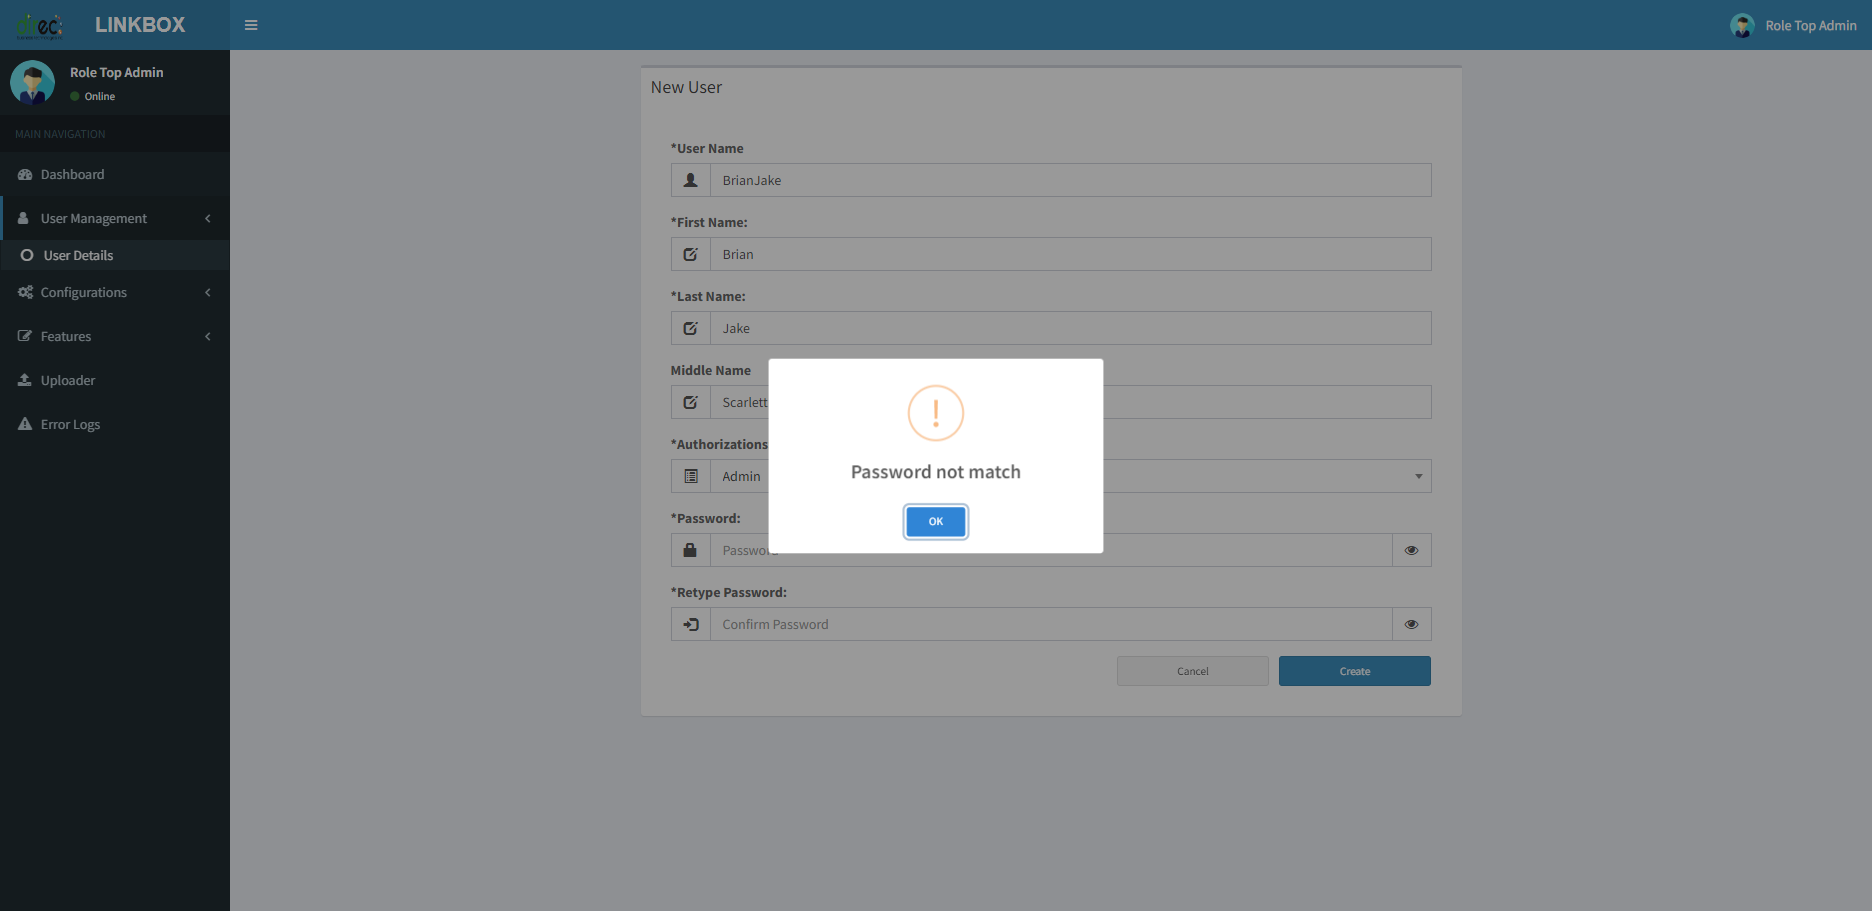 LINKBOX
Role Top Admin
Role Top Admin
Online
MAIN NAVIGATION
Dashboard
User Management
User Details
Configurations
Features
Uploader
Error Logs
New User
*User Name
BrianJake
*First Name:
Brian
*Last Name:
Jake
Middle Name
Scarlett
*Authorizations
Admin
*Password:
Password
*Retype Password:
Confirm Password
Cancel
Create
Password not match
OK